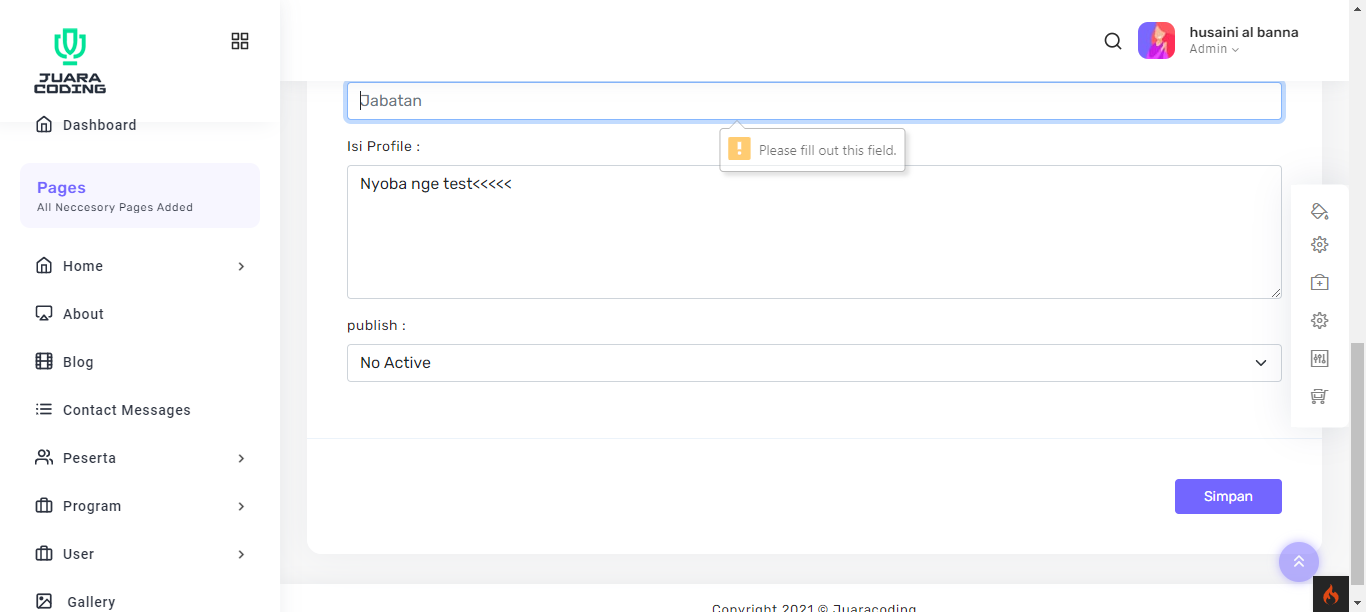 JUARA
CODING
husaini al banna
Admin
Dashboard
Pages
All Neccesory Pages Added
Home
About
Blog
Contact Messages
Peserta
Program
User
Gallery
Jabatan
Please fill out this field.
Isi Profile :
Nyoba nge test<<<<<
publish :
No Active
Simpan
Copyright 2021 © Juaracoding